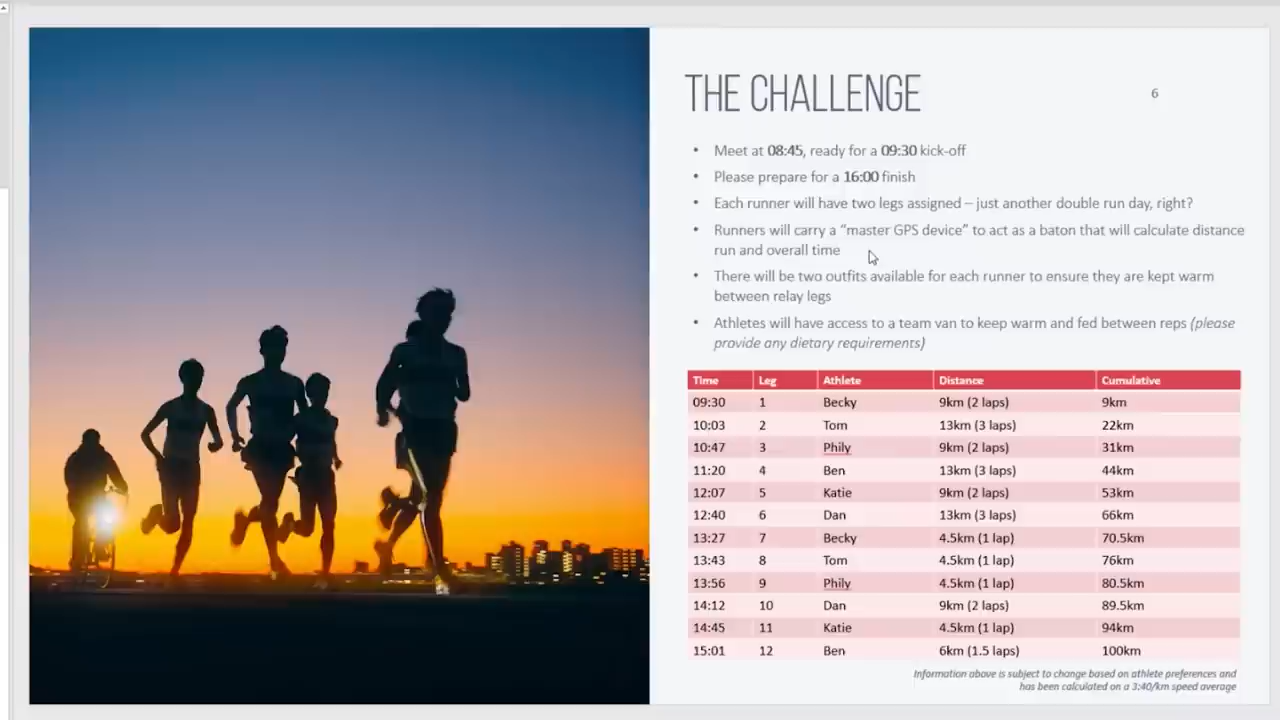 THE CHALLENGE
6
• Meet at 08:45, ready for a 09:30 kick-off
• Please prepare for a 16:00 finish
• Each runner will have two legs assigned – just another double run day, right?
• Runners will carry a “master GPS device” to act as a baton that will calculate distance
run and overall time
• There will be two outfits available for each runner to ensure they are kept warm
between relay legs
• Athletes will have access to a team van to keep warm and fed between reps (please
provide any dietary requirements)
Time Leg Athlete Distance Cumulative
09:30 1 Becky 9km (2 laps) 9km
10:03 2 Tom 13km (3 laps) 22km
10:47 3 Phily 9km (2 laps) 31km
11:20 4 Ben 13km (3 laps) 44km
12:07 5 Katie 9km (2 laps) 53km
12:40 6 Dan 13km (3 laps) 66km
13:27 7 Becky 4.5km (1 lap) 70.5km
13:43 8 Tom 4.5km (1 lap) 76km
13:56 9 Phily 4.5km (1 lap) 80.5km
14:12 10 Dan 9km (2 laps) 89.5km
14:45 11 Katie 4.5km (1 lap) 94km
15:01 12 Ben 6km (1.5 laps) 100km
Information above is subject to change based on athlete preferences and
has been calculated on a 3:40/km speed average